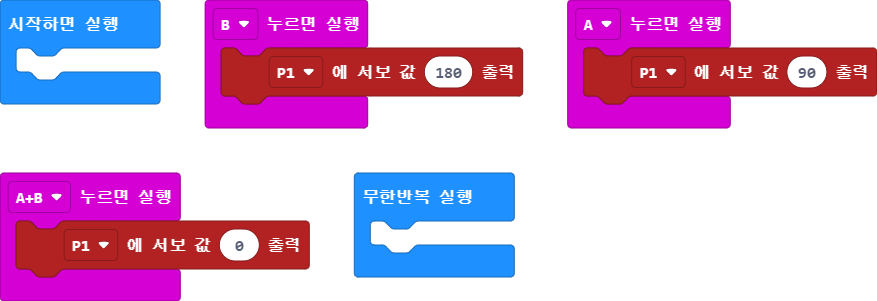 시작하면 실행
B 누르면 실행
P1 에 서보 값 180 출력
A 누르면 실행
P1 에 서보 값 90 출력
A+B 누르면 실행
P1 에 서보 값 0 출력
무한반복 실행